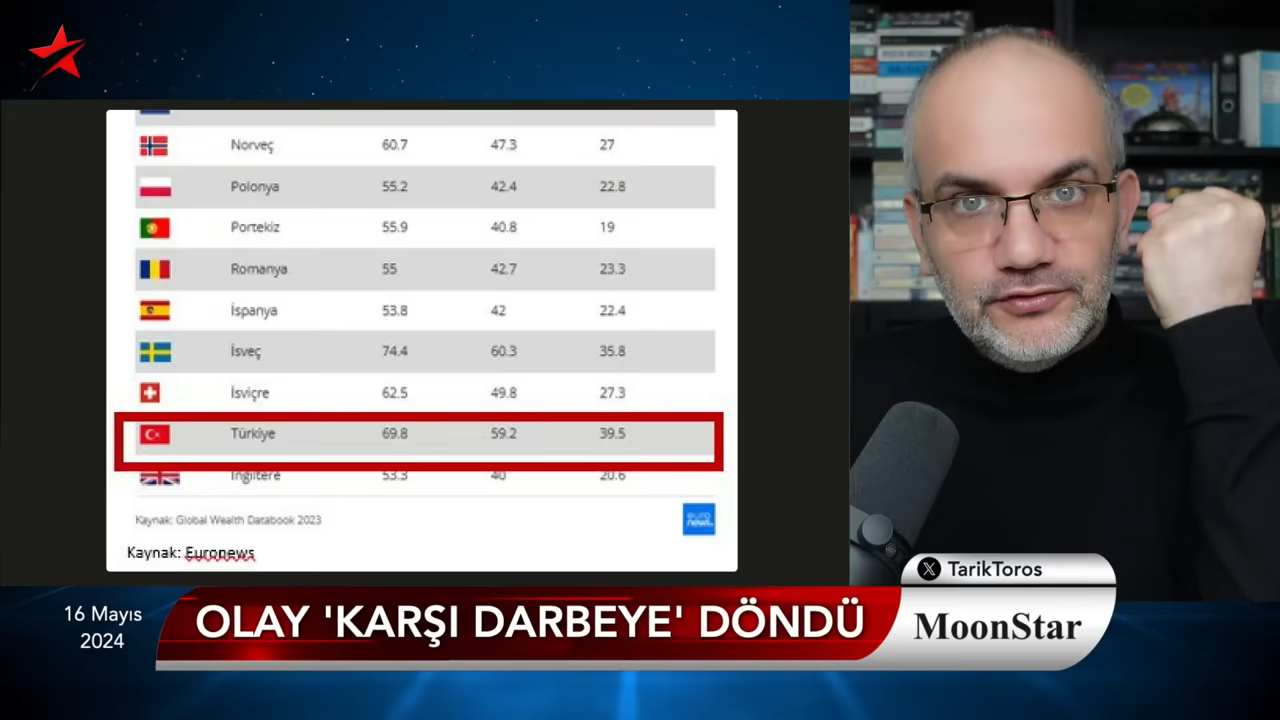 Norveç 60.7 47.3 27
Polonya 55.2 42.4 22.8
Portekiz 55.9 40.8 19
Romanya 55 42.7 23.3
İspanya 53.8 42 22.4
İsveç 74.4 60.3 35.8
İsviçre 62.5 49.8 27.3
Türkiye 69.8 59.2 39.5
İngiltere 53.3 40 20.6
Kaynak: Global Wealth Databook 2023
euro
news.
Kaynak: Euronews
TarikToros
16 Mayıs
2024
OLAY 'KARŞI DARBEYE' DÖNDÜ
MoonStar